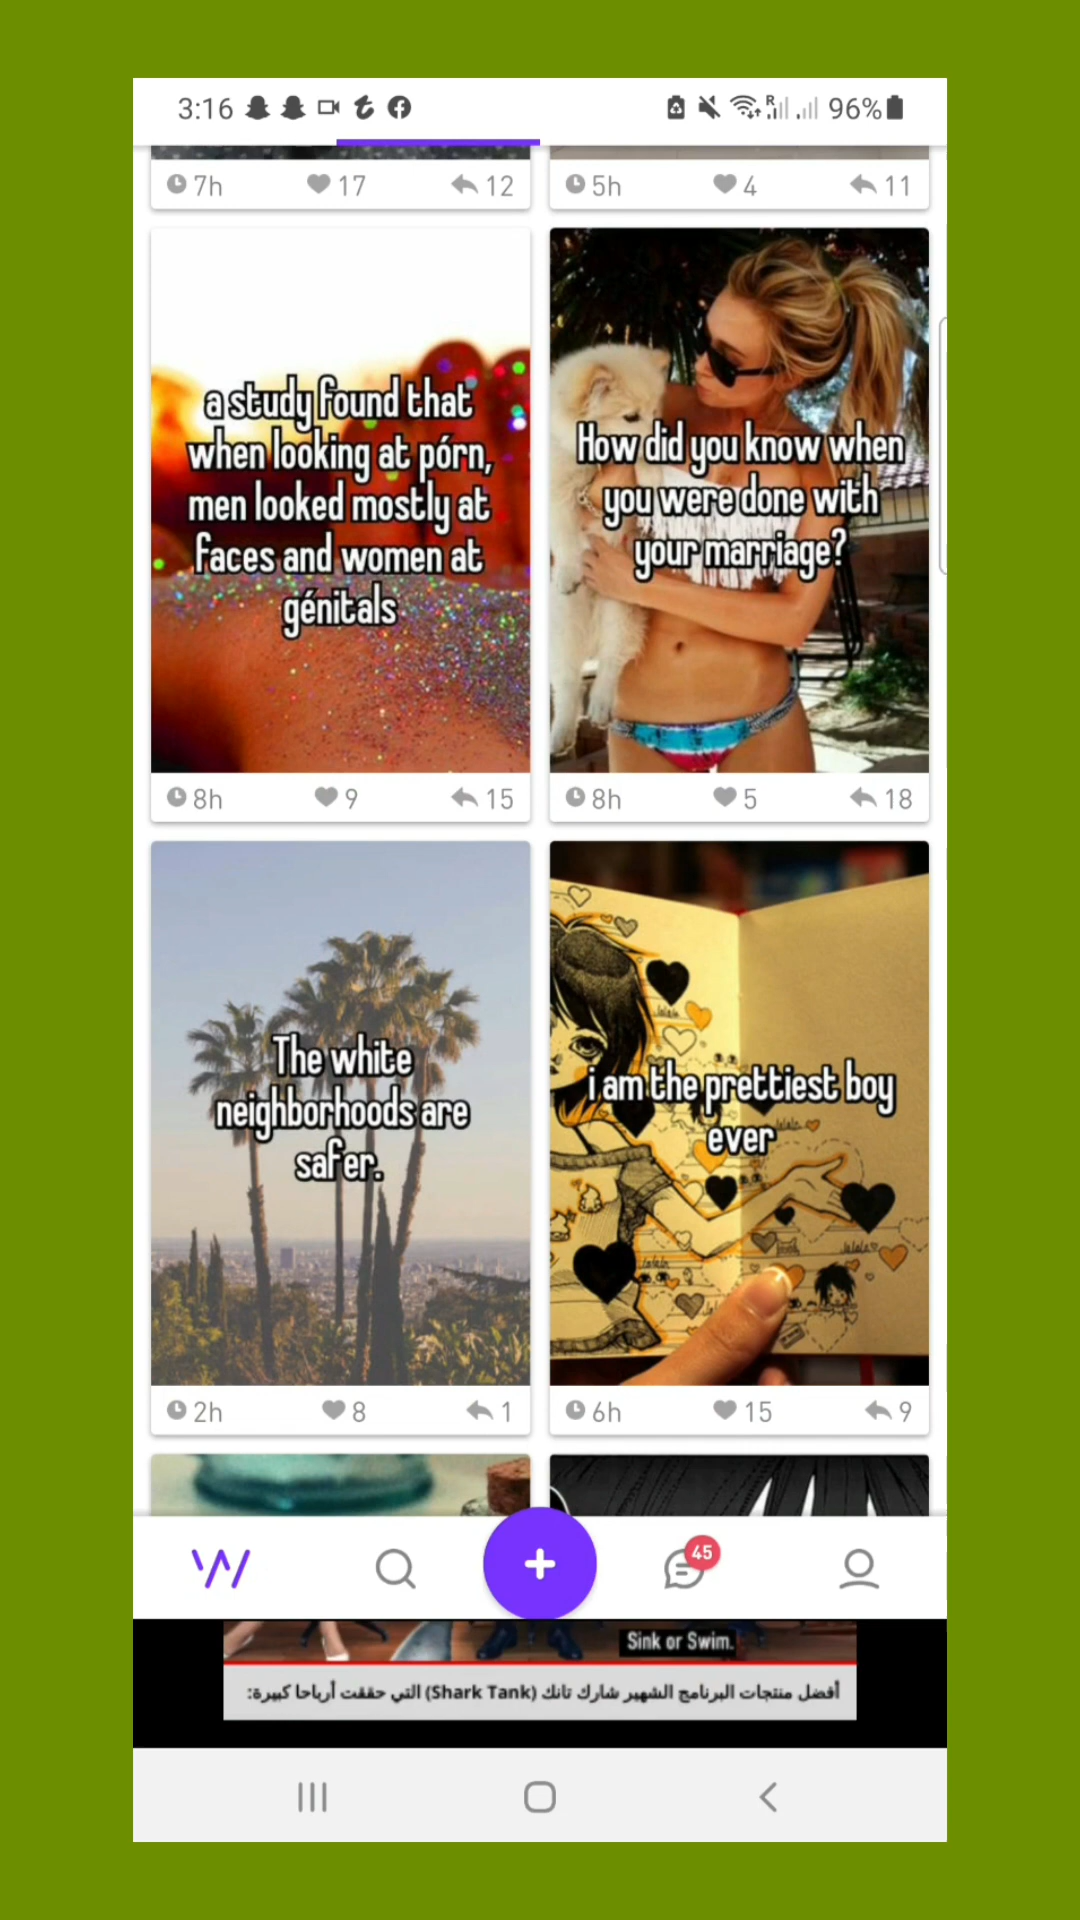 3:16
96%
7h 17 12
5h 4 11
a study found that
when looking at pórn,
men looked mostly at
faces and women at
génitals
8h 9 15
How did you know when
you were done with
your marriage?
8h 5 18
The white
neighborhoods are
safer.
2h 8 1
i am the prettiest boy
ever
6h 15 9
45
Sink or Swim.
أفضل منتجات البرنامج الشهير شارك تانك (Shark Tank) التي حققت أرباحا كبيرة: